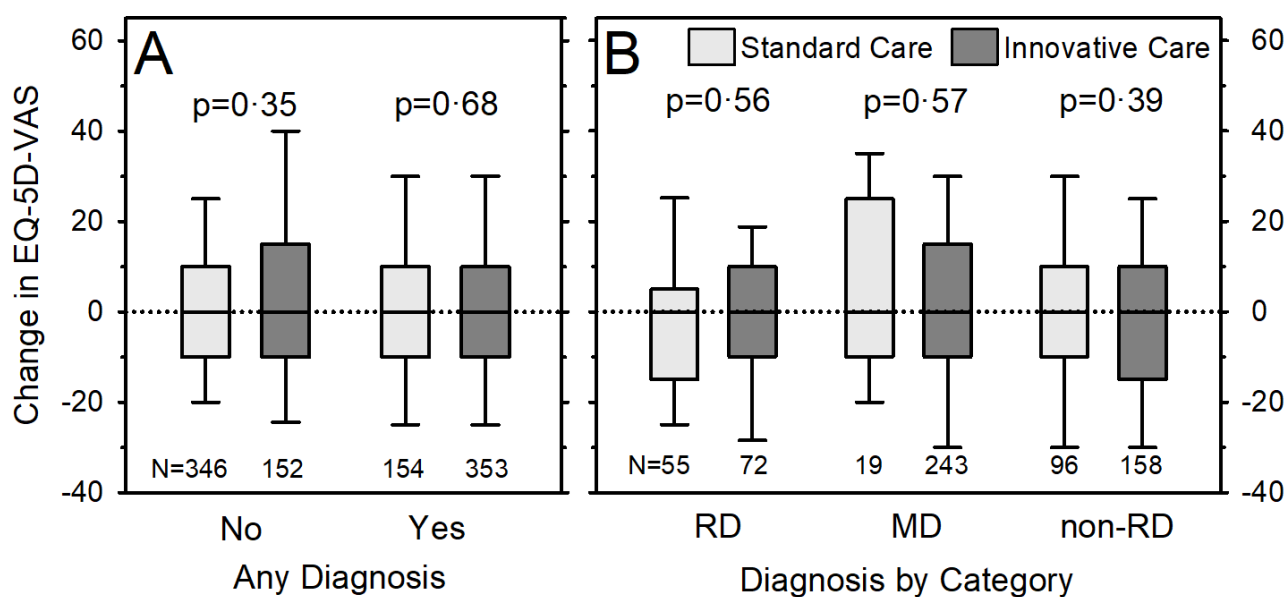 A
B
Standard Care
Innovative Care
p=0·35
p=0·68
p=0·56
p=0·57
p=0·39
Change in EQ-5D-VAS
60
40
20
0
-20
-40
60
40
20
0
-20
-40
N=346
152
154
353
N=55
72
19
243
96
158
No
Yes
RD
MD
non-RD
Any Diagnosis
Diagnosis by Category